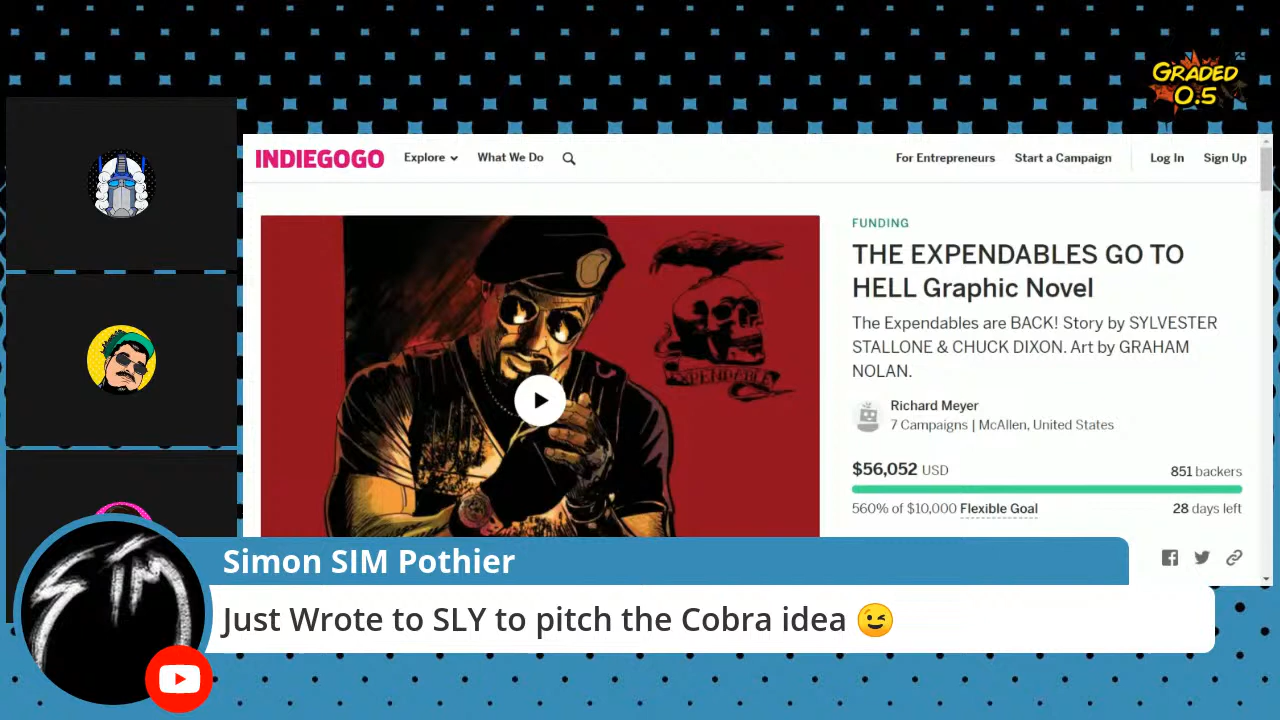 GRADED
0.5
INDIEGOGO Explore What We Do For Entrepreneurs Start a Campaign Log In Sign Up
EXPENDABLE
FUNDING
THE EXPENDABLES GO TO
HELL Graphic Novel
The Expendables are BACK! Story by SYLVESTER
STALLONE & CHUCK DIXON. Art by GRAHAM
NOLAN.
Richard Meyer
7 Campaigns | McAllen, United States
$56,052 USD 851 backers
560% of $10,000 Flexible Goal 28 days left
SIM
Simon SIM Pothier
Just Wrote to SLY to pitch the Cobra idea 😉